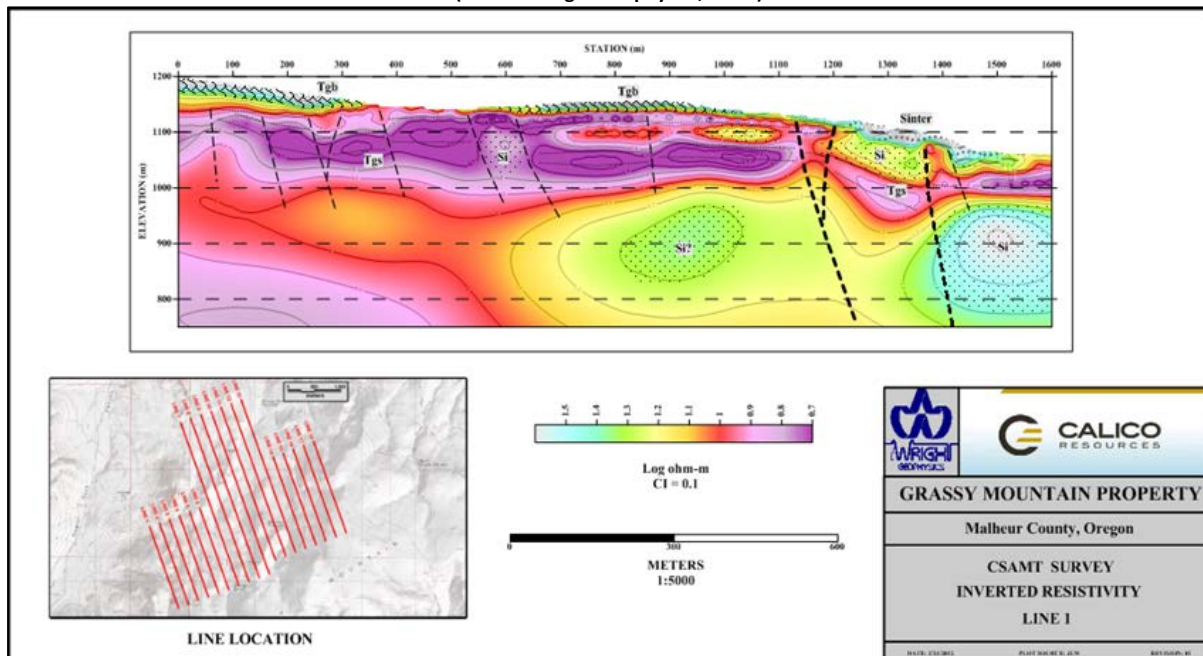 STATION (m)
0 100 200 300 400 500 600 700 800 900 1000 1100 1200 1300 1400 1500 1600
1200
1100
1000
900
800
ELEVATION (m)
Tgb
Tgb
Sinter
Si
Si
Tgs
Tgs
Si?
Si
1.5 1.4 1.3 1.2 1.1 1 0.9 0.8 0.7
Log ohm-m
CI = 0.1
0 300 600
METERS
1:5000
LINE LOCATION
WRIGHT
GEOPHYSICS
CALICO
RESOURCES
GRASSY MOUNTAIN PROPERTY
Malheur County, Oregon
CSAMT SURVEY
INVERTED RESISTIVITY
LINE 1